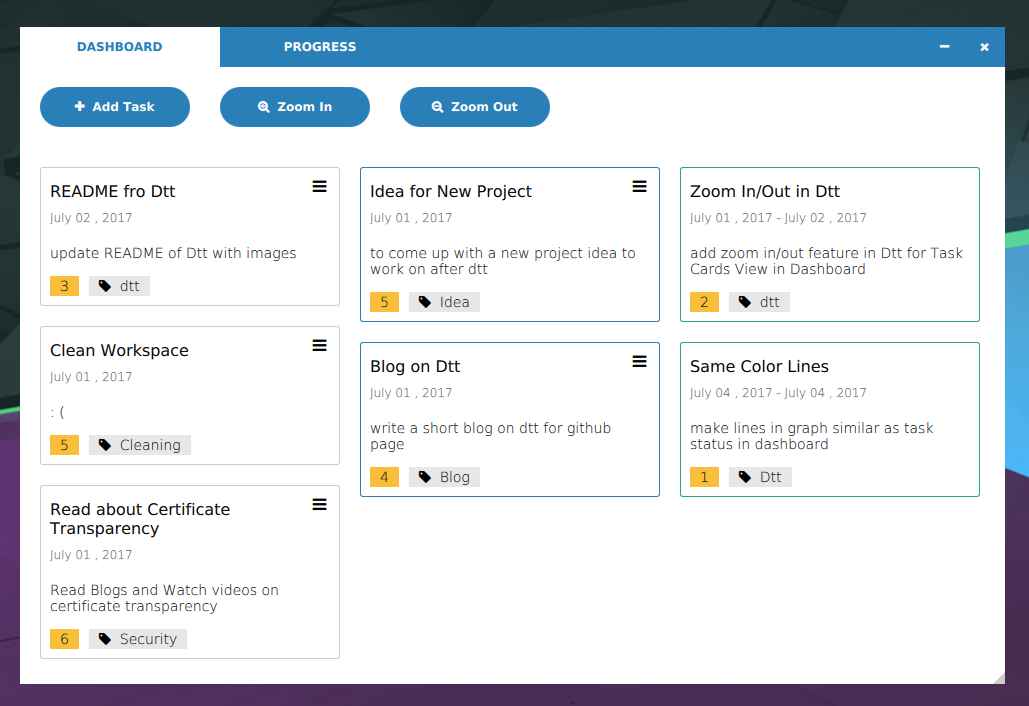 DASHBOARD
PROGRESS
Add Task
Zoom In
Zoom Out
README fro Dtt
July 02 , 2017
update README of Dtt with images
3
dtt
Clean Workspace
July 01 , 2017
: (
5
Cleaning
Read about Certificate
Transparency
July 01 , 2017
Read Blogs and Watch videos on
certificate transparency
6
Security
Idea for New Project
July 01 , 2017
to come up with a new project idea to
work on after dtt
5
Idea
Blog on Dtt
July 01 , 2017
write a short blog on dtt for github
page
4
Blog
Zoom In/Out in Dtt
July 01 , 2017 - July 02 , 2017
add zoom in/out feature in Dtt for Task
Cards View in Dashboard
2
dtt
Same Color Lines
July 04 , 2017 - July 04 , 2017
make lines in graph similar as task
status in dashboard
1
Dtt